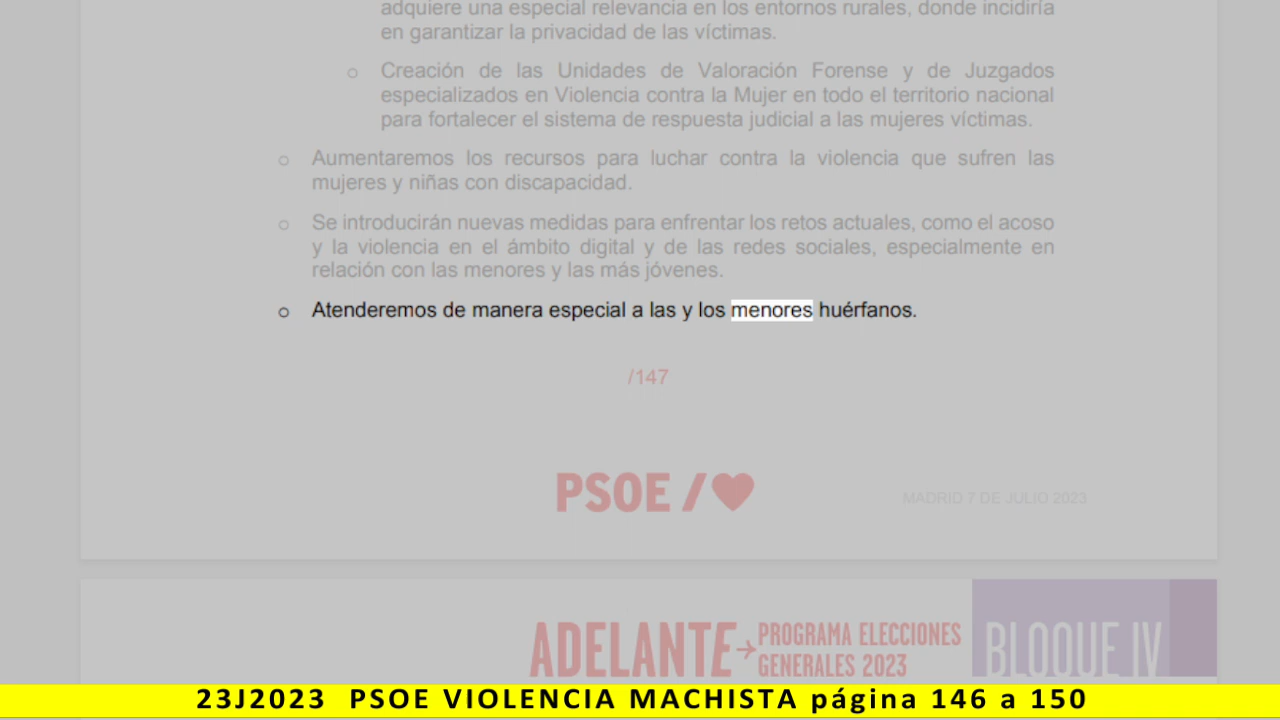 adquiere una especial relevancia en los entornos rurales, donde incidiría
en garantizar la privacidad de las víctimas.
o Creación de las Unidades de Valoración Forense y de Juzgados
especializados en Violencia contra la Mujer en todo el territorio nacional
para fortalecer el sistema de respuesta judicial a las mujeres víctimas.
o Aumentaremos los recursos para luchar contra la violencia que sufren las
mujeres y niñas con discapacidad.
o Se introducirán nuevas medidas para enfrentar los retos actuales, como el acoso
y la violencia en el ámbito digital y de las redes sociales, especialmente en
relación con las menores y las más jóvenes.
o Atenderemos de manera especial a las y los menores huérfanos.
/147
PSOE /
MADRID 7 DE JULIO 2023
ADELANTE→PROGRAMA ELECCIONES
GENERALES 2023
BLOQUE IV
23J2023 PSOE VIOLENCIA MACHISTA página 146 a 150